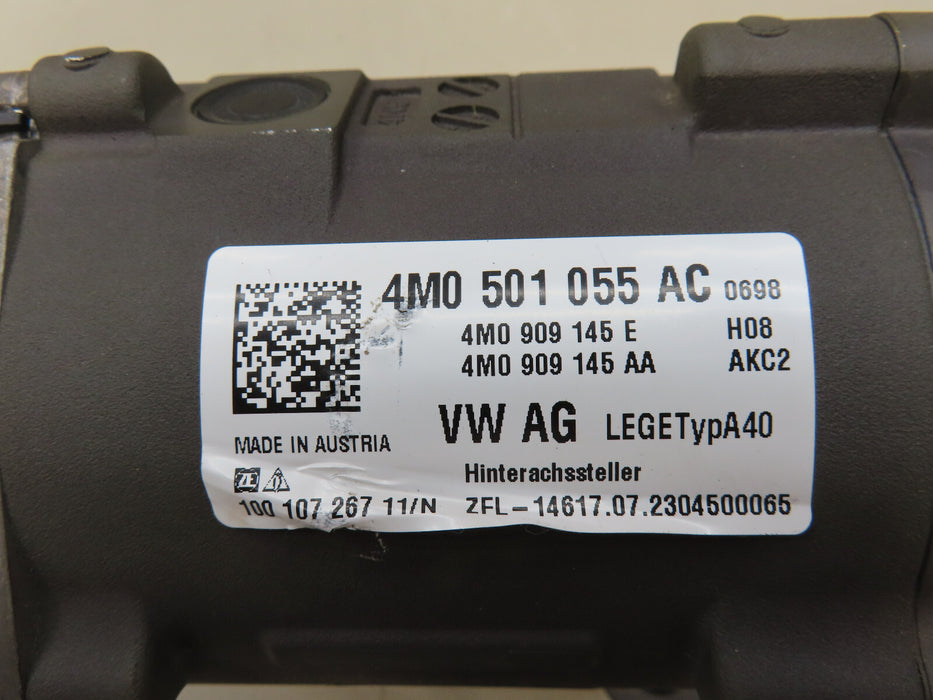 4M0 501 055 AC 0698
4M0 909 145 E H08
4M0 909 145 AA AKC2
VW AG LEGETypA40
MADE IN AUSTRIA
Hinterachssteller
ZF
100 107 267 11/N ZFL-14617.07.2304500065